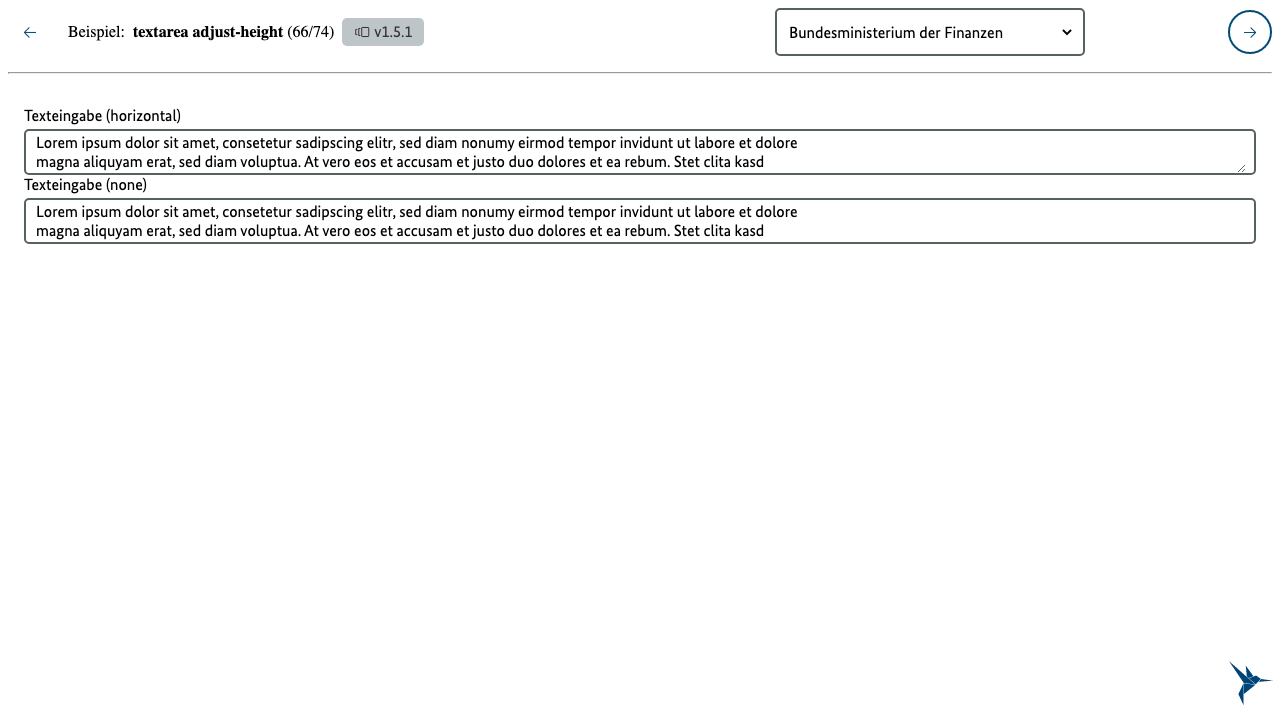 Beispiel: textarea adjust-height (66/74) v1.5.1 Bundesministerium der Finanzen
Texteingabe (horizontal)
Lorem ipsum dolor sit amet, consetetur sadipscing elitr, sed diam nonumy eirmod tempor invidunt ut labore et dolore
magna aliquyam erat, sed diam voluptua. At vero eos et accusam et justo duo dolores et ea rebum. Stet clita kasd
Texteingabe (none)
Lorem ipsum dolor sit amet, consetetur sadipscing elitr, sed diam nonumy eirmod tempor invidunt ut labore et dolore
magna aliquyam erat, sed diam voluptua. At vero eos et accusam et justo duo dolores et ea rebum. Stet clita kasd